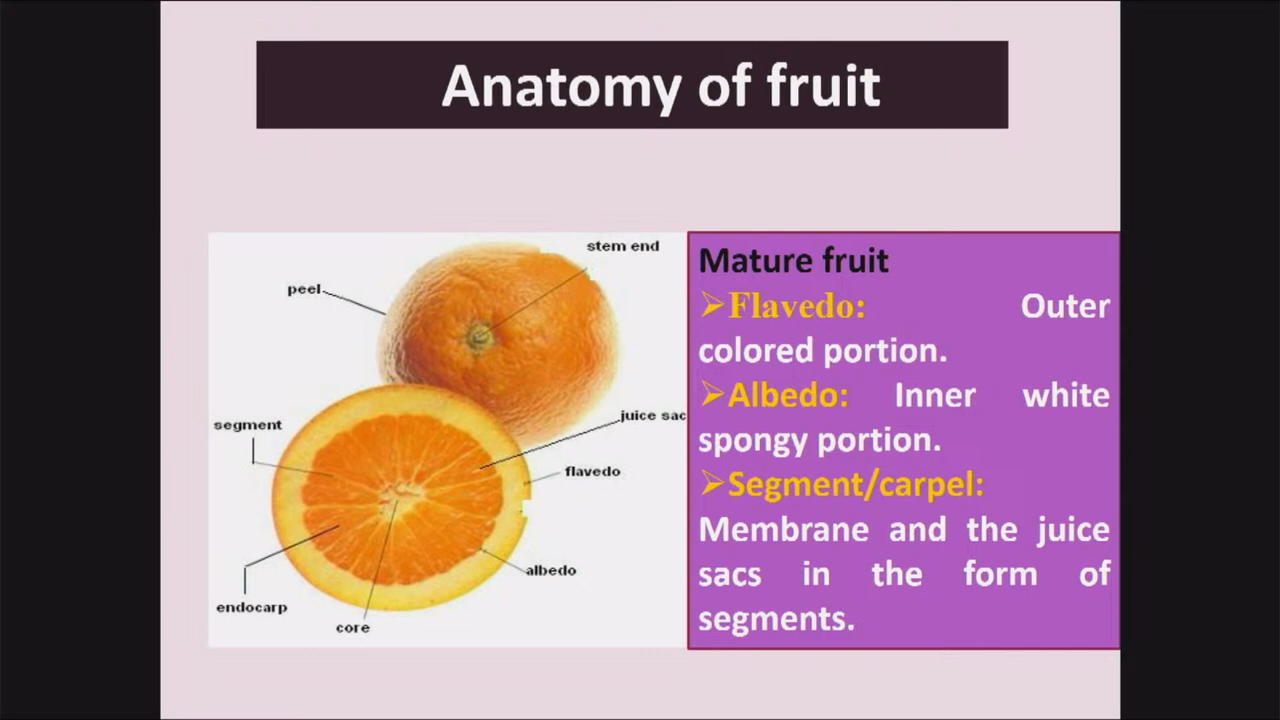 Anatomy of fruit
stem end
peel
segment
juice sac
flavedo
albedo
endocarp
core
Mature fruit
➢Flavedo: Outer
colored portion.
➢Albedo: Inner white
spongy portion.
➢Segment/carpel:
Membrane and the juice
sacs in the form of
segments.